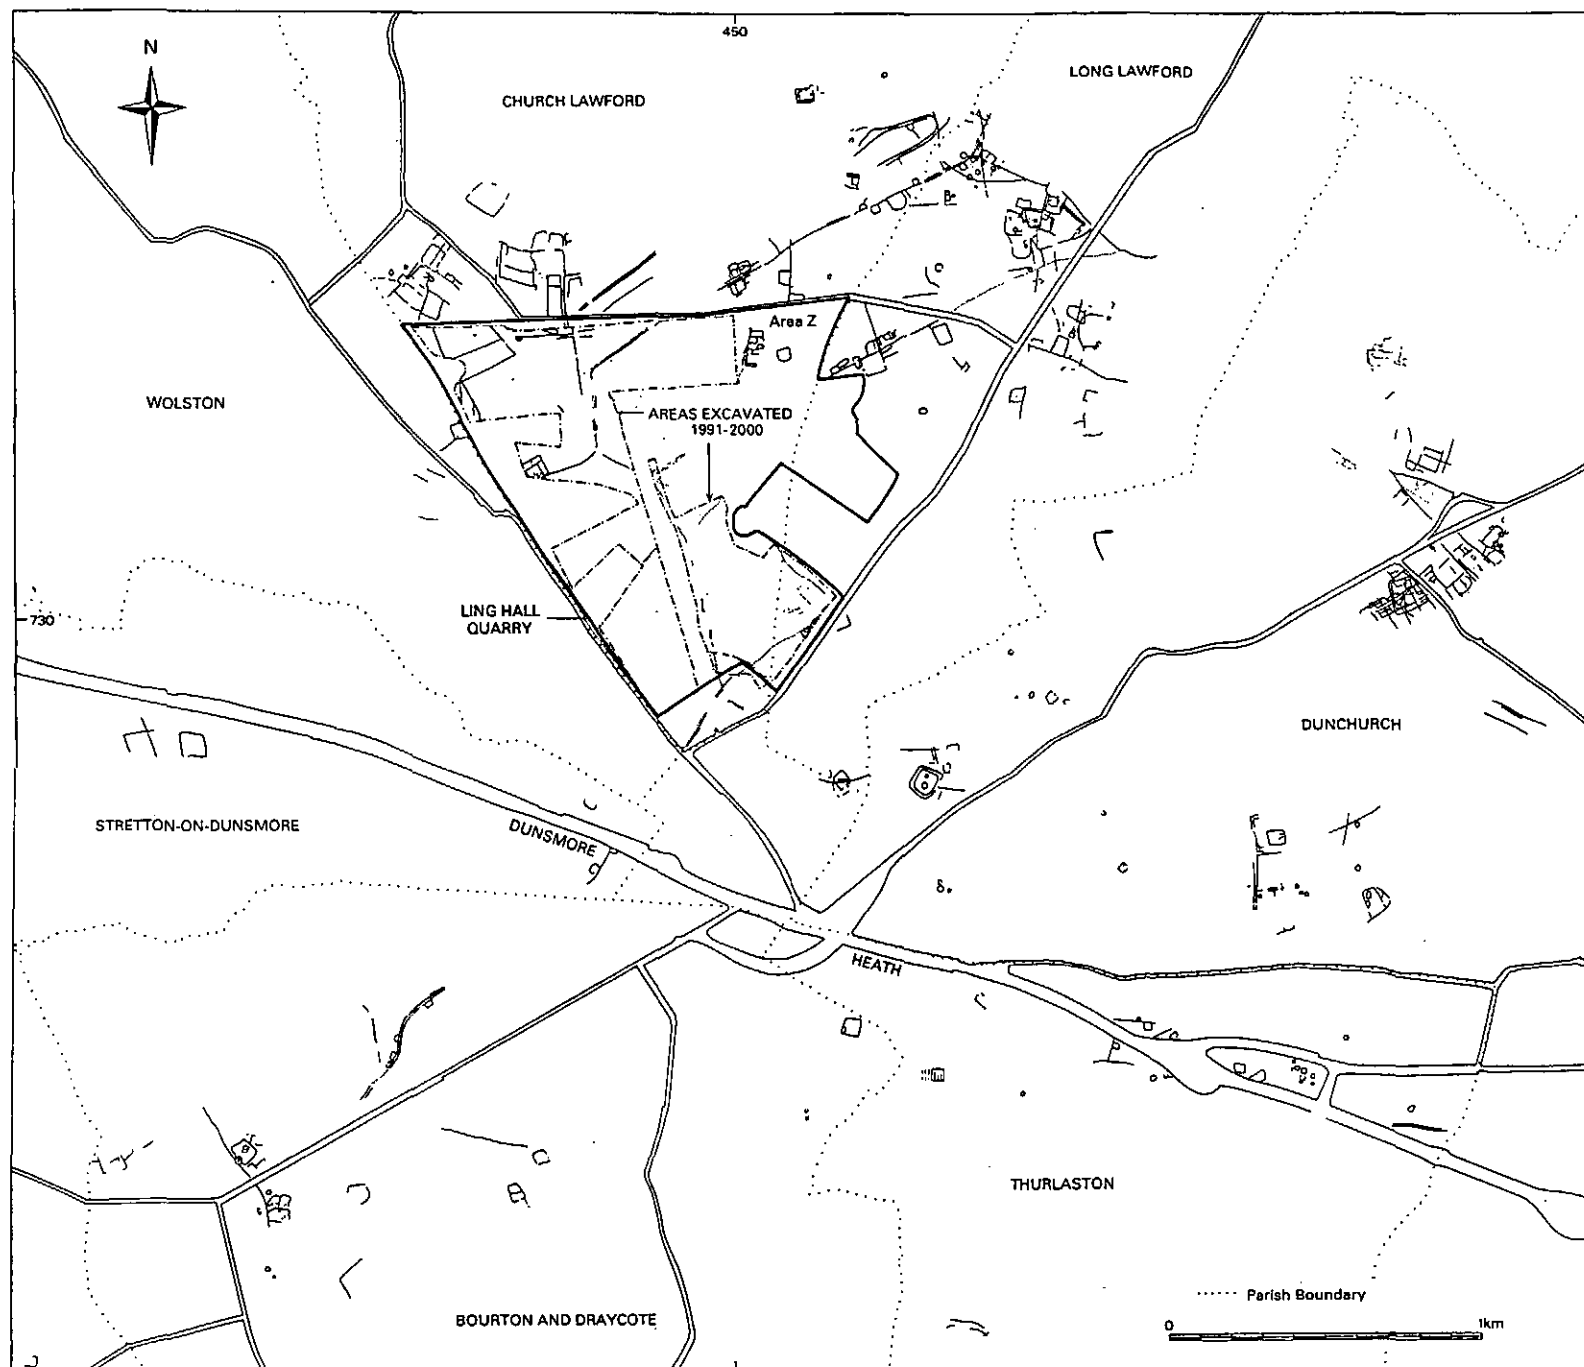 450
N
LONG LAWFORD
CHURCH LAWFORD
Area Z
WOLSTON
AREAS EXCAVATED
1991-2000
LING HALL
QUARRY
730
DUNCHURCH
STRETTON-ON-DUNSMORE
DUNSMORE
HEATH
THURLASTON
Parish Boundary
BOURTON AND DRAYCOTE
0 1km